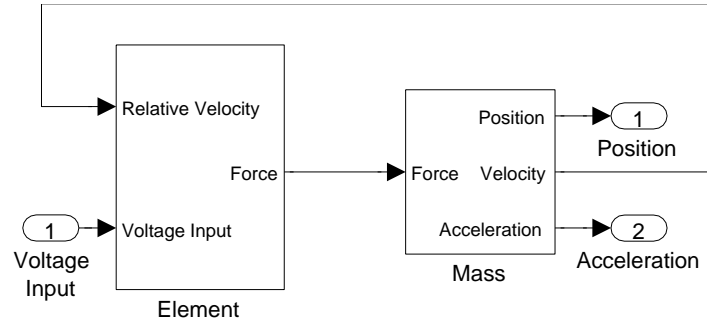 Relative Velocity
Force
Voltage Input
Element
1
Voltage
Input
Force
Position
Velocity
Acceleration
Mass
1
Position
2
Acceleration